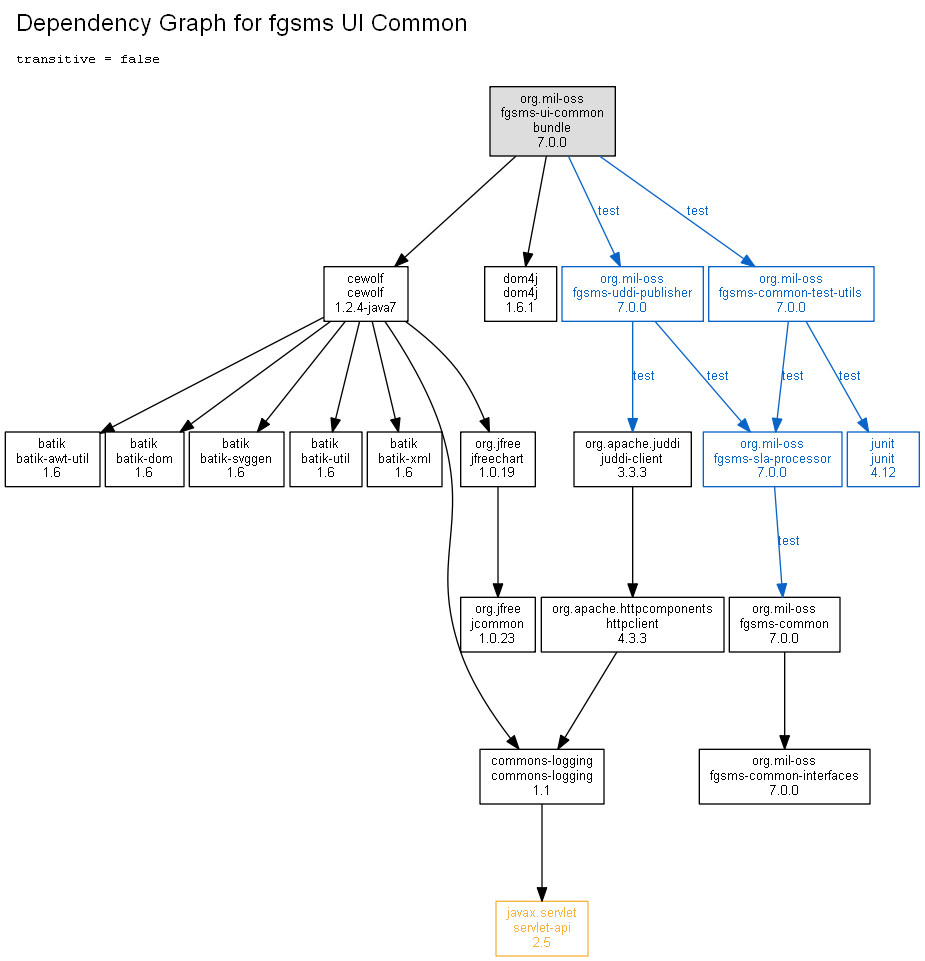 Dependency Graph for fgsms UI Common
transitive = false
org.mil-oss
fgsms-ui-common
bundle
7.0.0
test
test
cewolf
cewolf
1.2.4-java7
dom4j
dom4j
1.6.1
org.mil-oss
fgsms-uddi-publisher
7.0.0
org.mil-oss
fgsms-common-test-utils
7.0.0
test
test
test
test
batik
batik-awt-util
1.6
batik
batik-dom
1.6
batik
batik-svggen
1.6
batik
batik-util
1.6
batik
batik-xml
1.6
org.jfree
jfreechart
1.0.19
org.apache.juddi
juddi-client
3.3.3
org.mil-oss
fgsms-sla-processor
7.0.0
junit
junit
4.12
test
org.jfree
jcommon
1.0.23
org.apache.httpcomponents
httpclient
4.3.3
org.mil-oss
fgsms-common
7.0.0
commons-logging
commons-logging
1.1
org.mil-oss
fgsms-common-interfaces
7.0.0
javax.servlet
servlet-api
2.5